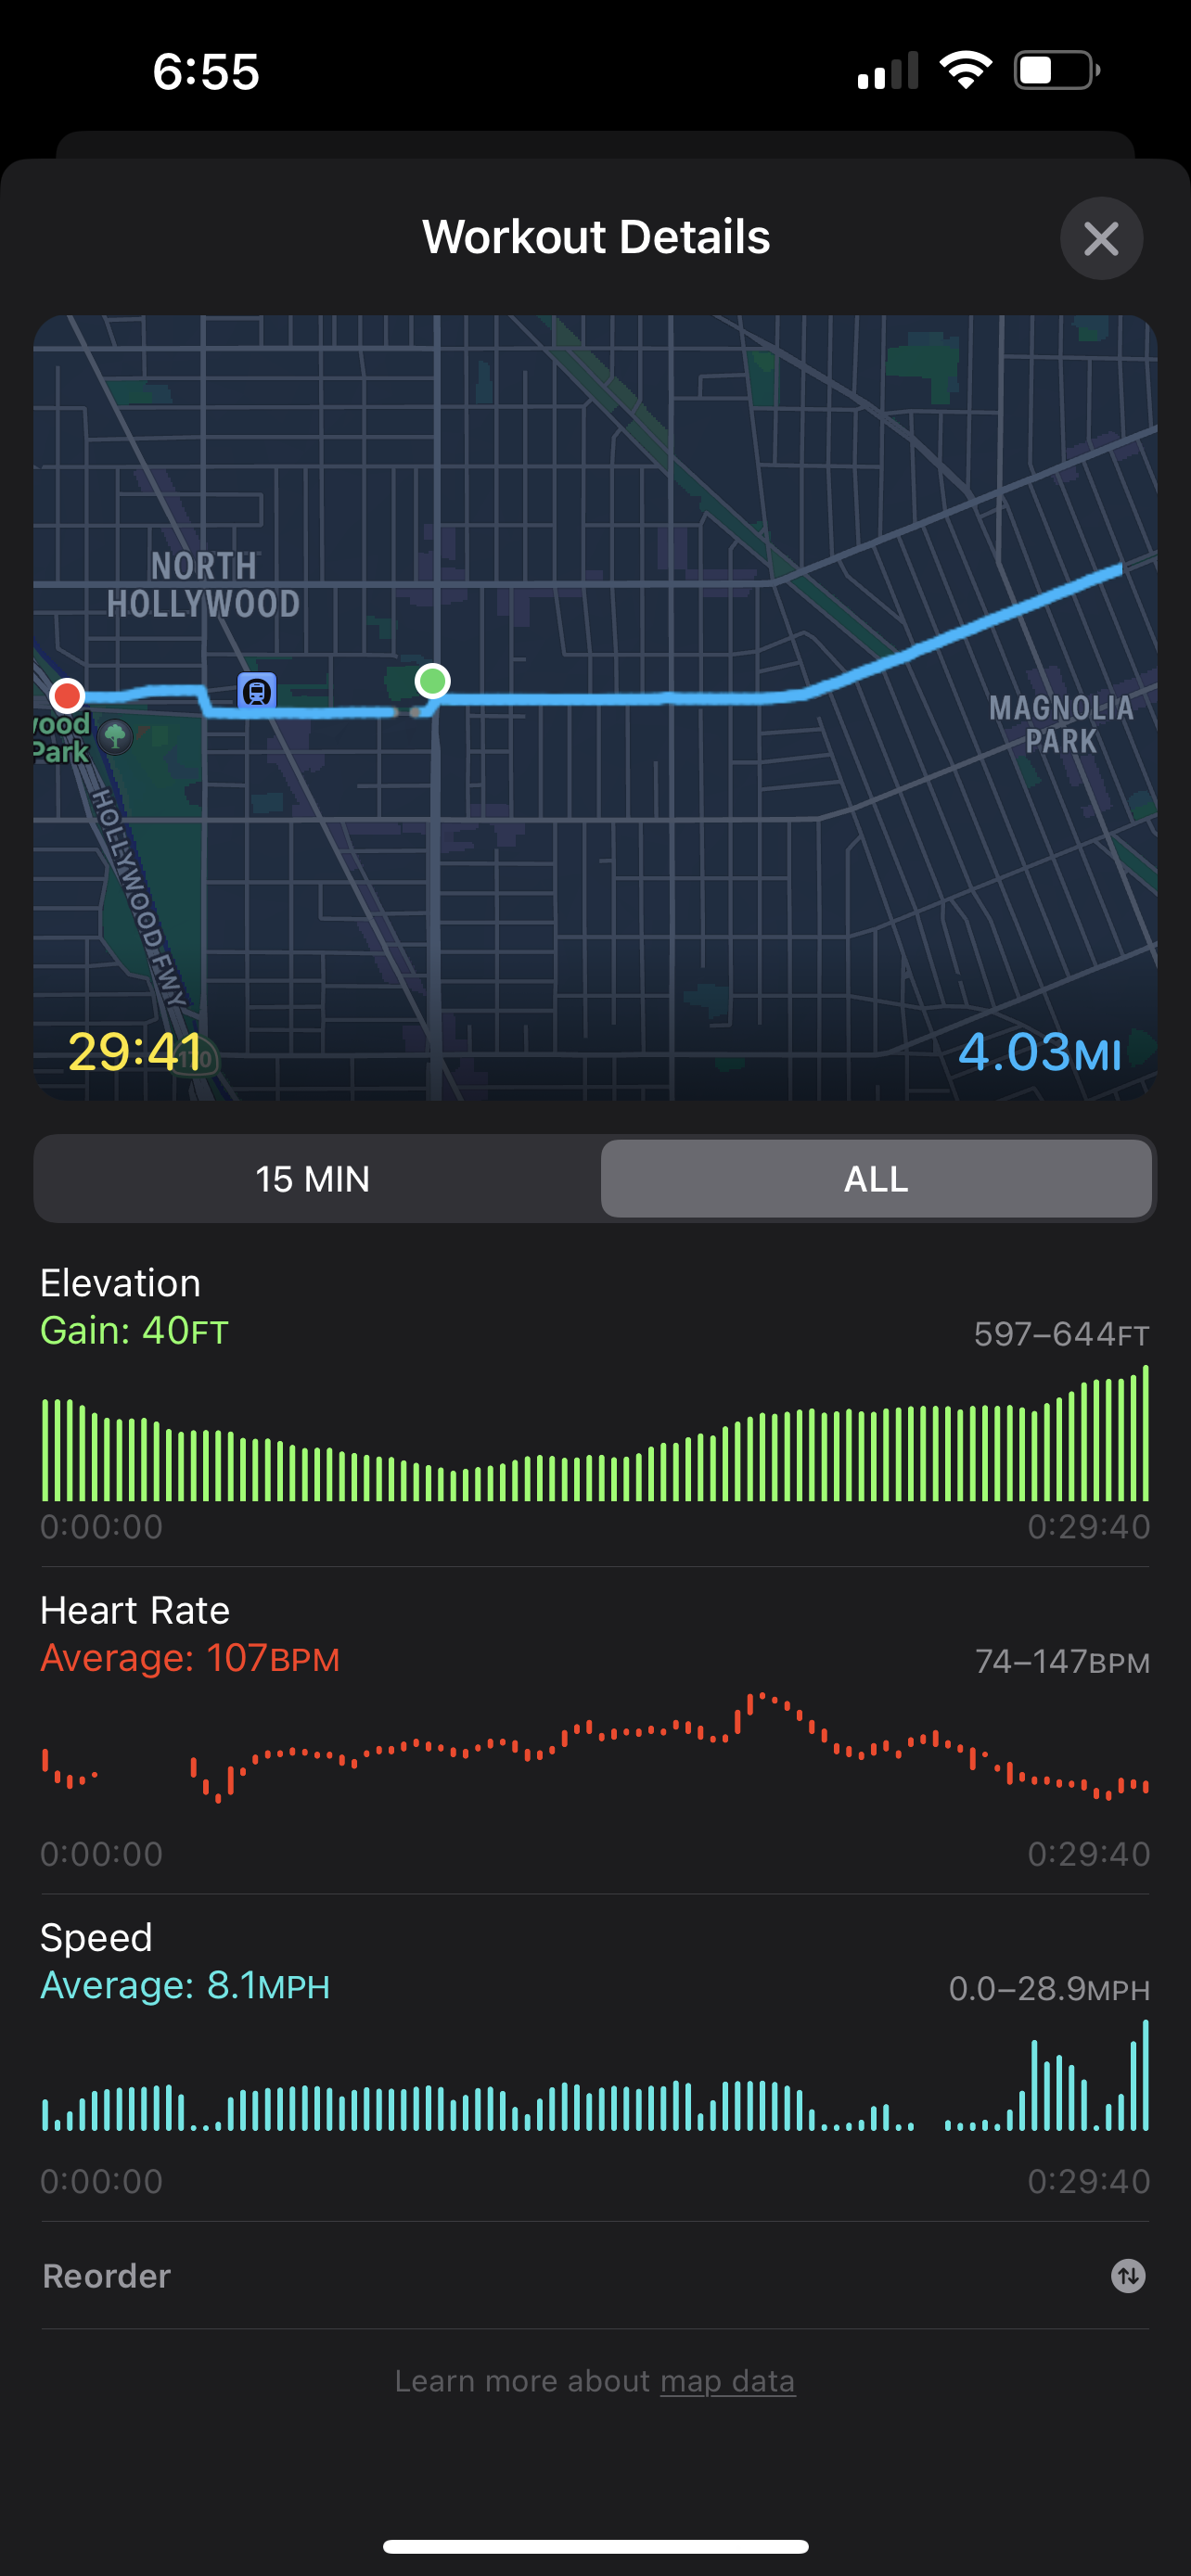 6:55
Workout Details
NORTH
HOLLYWOOD
MAGNOLIA
PARK
wood
Park
HOLLYWOOD FWY
29:41
4.03MI
15 MIN
ALL
Elevation
Gain: 40FT
597–644FT
0:00:00
0:29:40
Heart Rate
Average: 107BPM
74–147BPM
0:00:00
0:29:40
Speed
Average: 8.1MPH
0.0–28.9MPH
0:00:00
0:29:40
Reorder
Learn more about map data